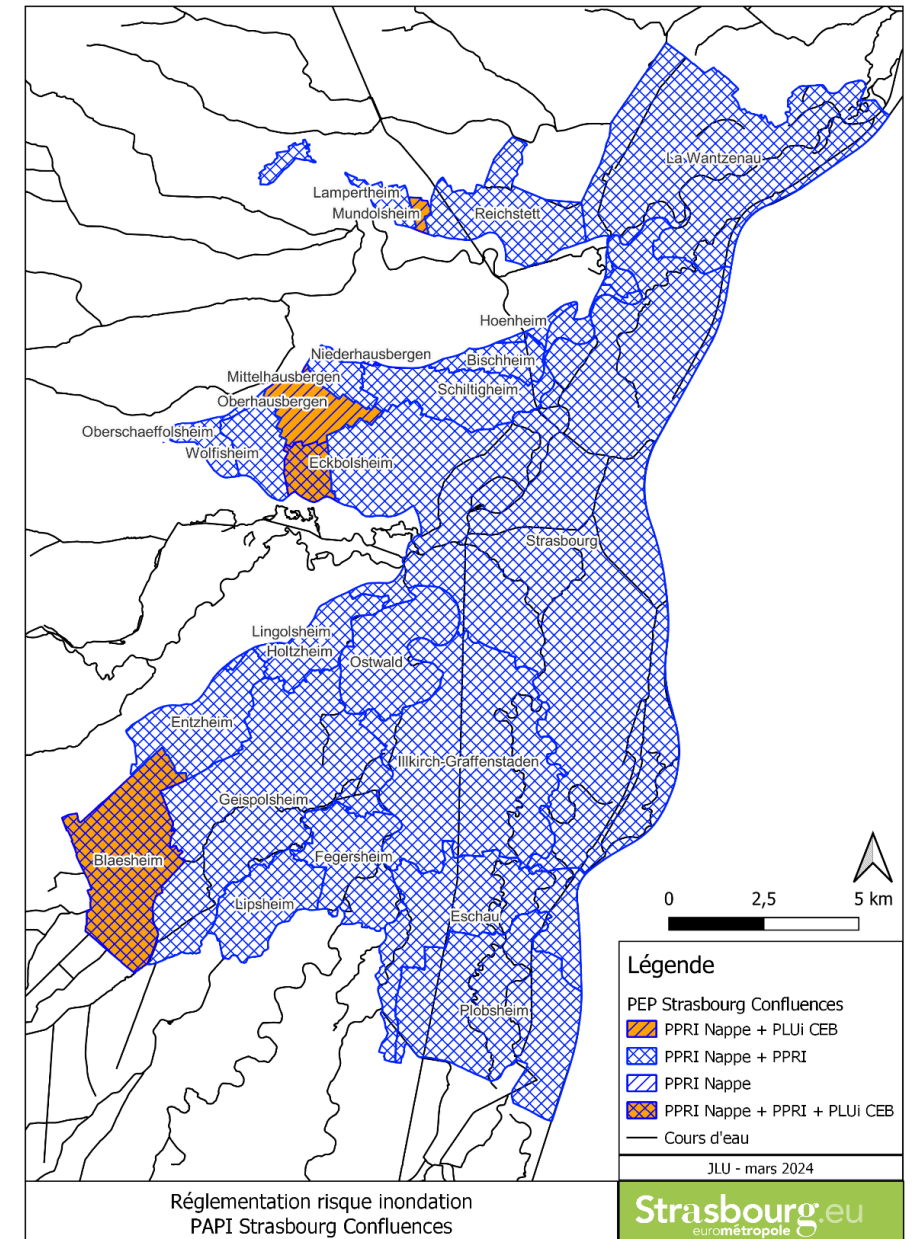 La Wantzenau
Lampertheim
Mundolsheim
Reichstett
Hoenheim
Niederhausbergen
Bischheim
Mittelhausbergen
Schiltigheim
Oberhausbergen
Oberschaeffolsheim
Wolfisheim
Eckbolsheim
Strasbourg
Lingolsheim
Holtzheim
Ostwald
Entzheim
Illkirch-Graffenstaden
Geispolsheim
Blaesheim
Fegersheim
Lipsheim
Eschau
Plobsheim
0 2,5 5 km
Légende
PEP Strasbourg Confluences
PPRI Nappe + PLUi CEB
PPRI Nappe + PPRI
PPRI Nappe
PPRI Nappe + PPRI + PLUi CEB
Cours d'eau
JLU - mars 2024
Réglementation risque inondation
PAPI Strasbourg Confluences
Strasbourg.eu
eurométropole